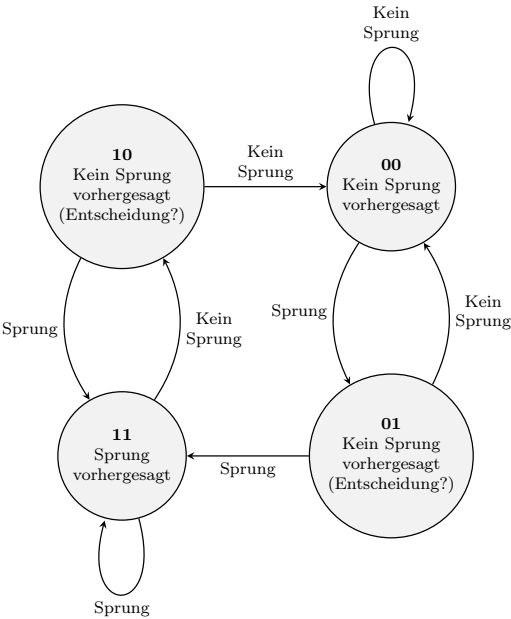 Kein
Sprung
10
Kein Sprung
vorhergesagt
(Entscheidung?)
Kein
Sprung
00
Kein Sprung
vorhergesagt
Sprung
Kein
Sprung
Sprung
Kein
Sprung
11
Sprung
vorhergesagt
Sprung
01
Kein Sprung
vorhergesagt
(Entscheidung?)
Sprung